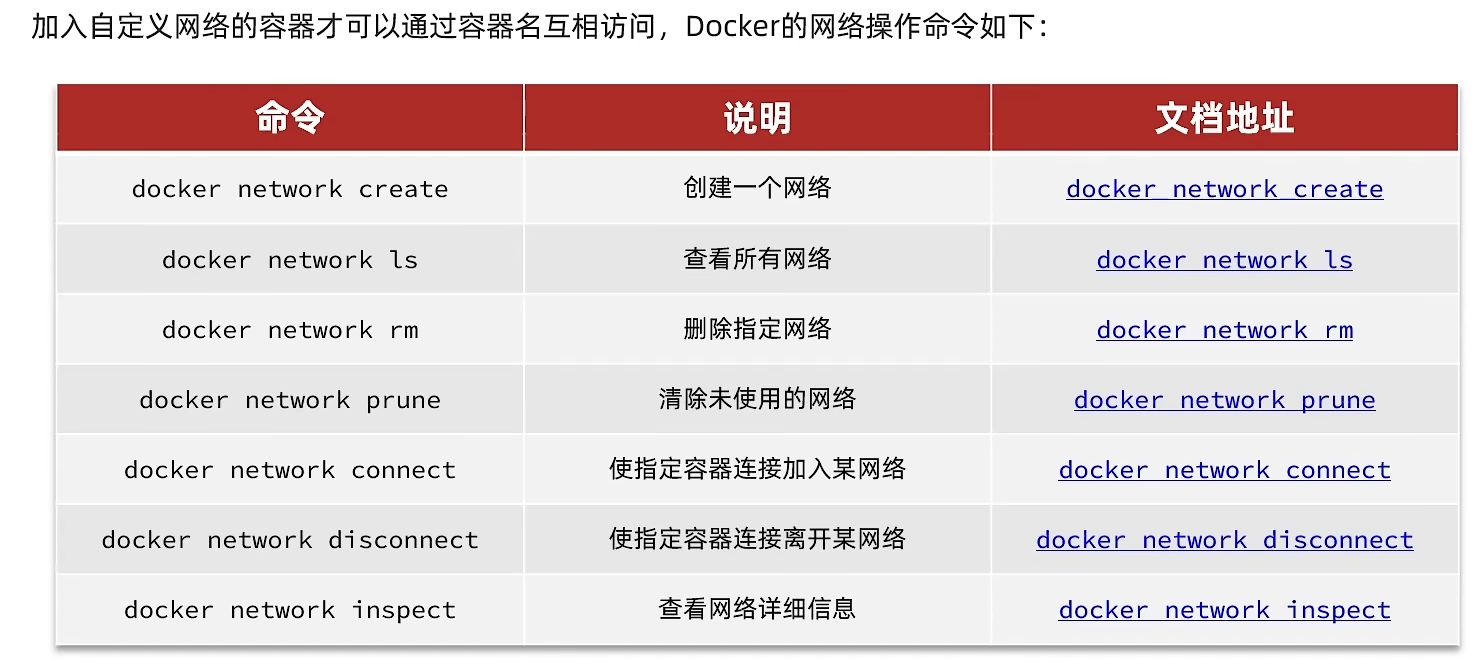 加入自定义网络的容器才可以通过容器名互相访问，Docker的网络操作命令如下：
命令 说明 文档地址
docker network create 创建一个网络 docker network create
docker network ls 查看所有网络 docker network ls
docker network rm 删除指定网络 docker network rm
docker network prune 清除未使用的网络 docker network prune
docker network connect 使指定容器连接加入某网络 docker network connect
docker network disconnect 使指定容器连接离开某网络 docker network disconnect
docker network inspect 查看网络详细信息 docker network inspect